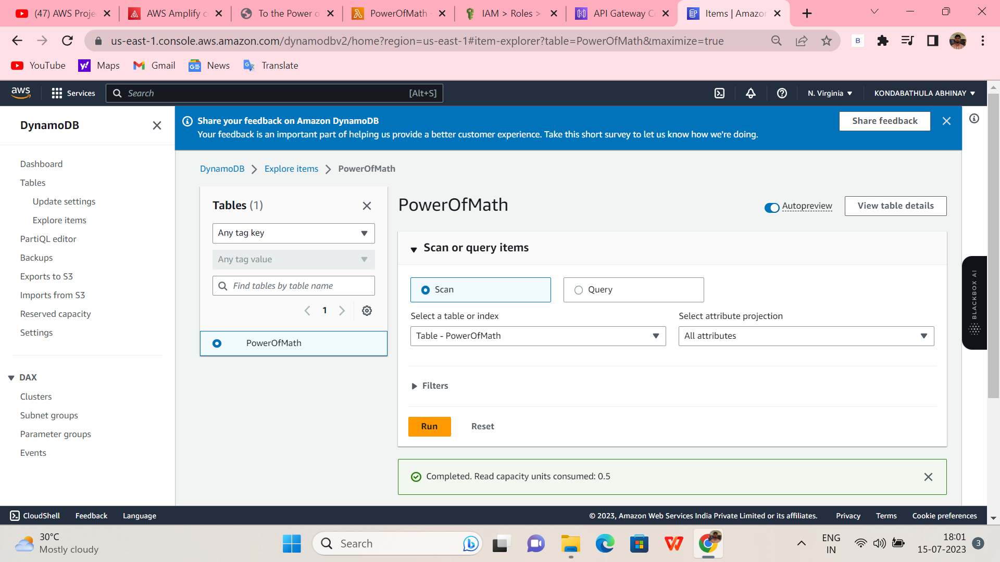 (47) AWS Proje
AWS Amplify co
To the Power o
PowerOfMath -
IAM > Roles >
API Gateway Co
Items | Amazon
us-east-1.console.aws.amazon.com/dynamodbv2/home?region=us-east-1#item-explorer?table=PowerOfMath&maximize=true
B
YouTube
Maps
Gmail
News
Translate
aws
Services
Search
[Alt+S]
N. Virginia
KONDABATHULA ABHINAY
DynamoDB
Share your feedback on Amazon DynamoDB
Your feedback is an important part of helping us provide a better customer experience. Take this short survey to let us know how we're doing.
Share feedback
Dashboard
Tables
Update settings
Explore items
PartiQL editor
Backups
Exports to S3
Imports from S3
Reserved capacity
Settings
DAX
Clusters
Subnet groups
Parameter groups
Events
DynamoDB
Explore items
PowerOfMath
Tables (1)
Any tag key
Any tag value
Find tables by table name
1
PowerOfMath
PowerOfMath
Autopreview
View table details
Scan or query items
Scan
Query
Select a table or index
Select attribute projection
Table - PowerOfMath
All attributes
Filters
Run
Reset
Completed. Read capacity units consumed: 0.5
BLACKBOX AI
CloudShell
Feedback
Language
© 2023, Amazon Web Services India Private Limited or its affiliates.
Privacy
Terms
Cookie preferences
30°C
Mostly cloudy
Search
ENG
IN
18:01
15-07-2023
3